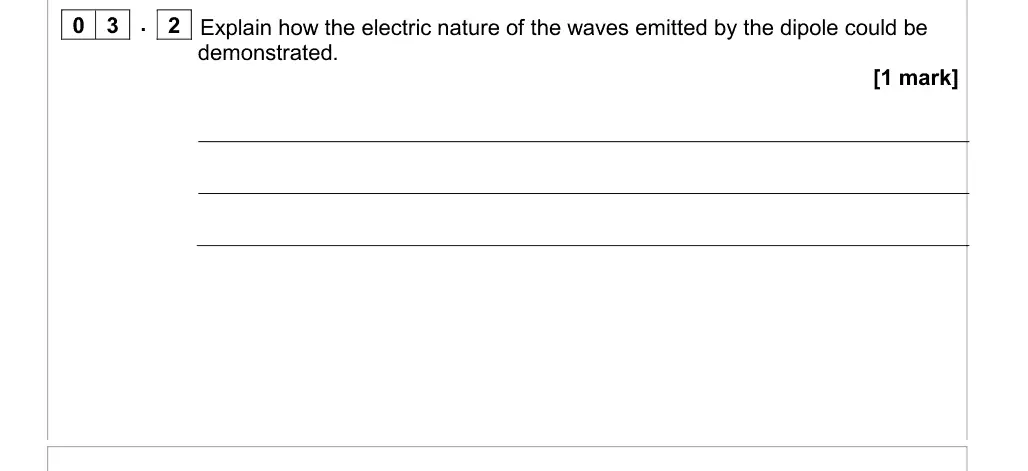 0 3 . 2 Explain how the electric nature of the waves emitted by the dipole could be
demonstrated.
[1 mark]